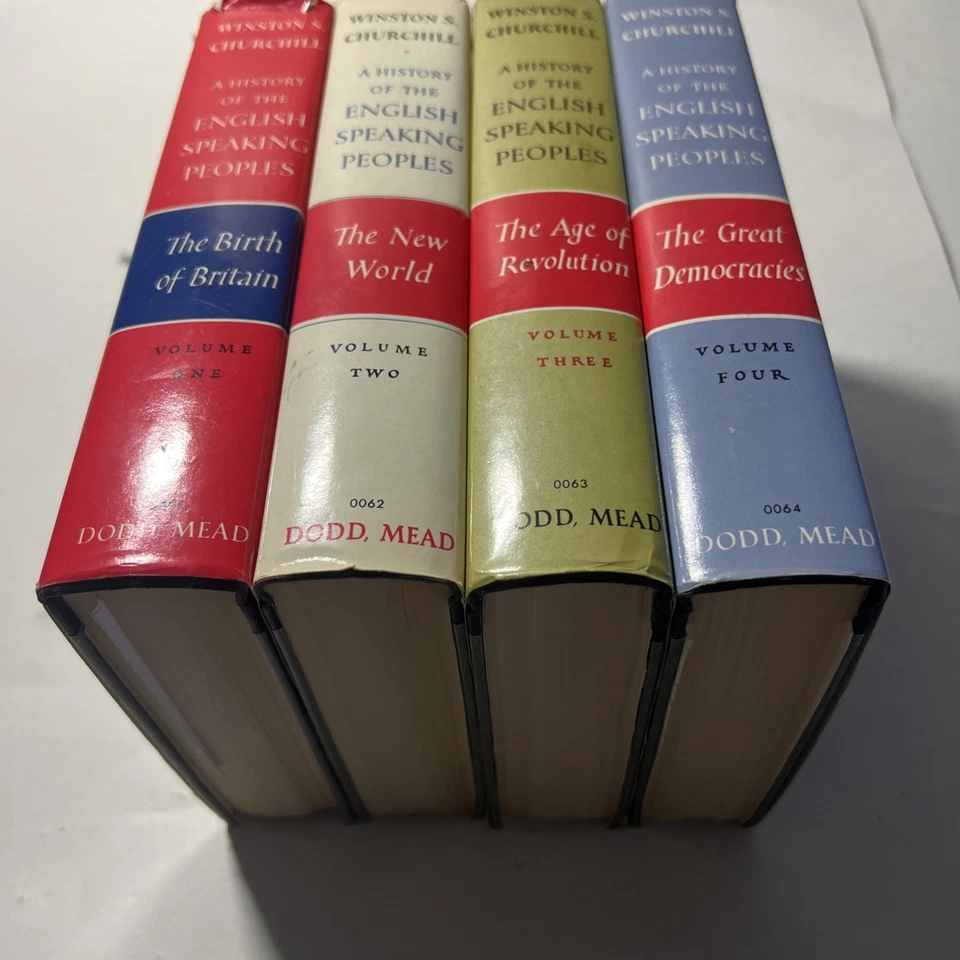 WINSTON S.
CHURCHILL
A HISTORY
OF THE
ENGLISH
SPEAKING
PEOPLES
The Birth
of Britain
VOLUME
ONE
DODD, MEAD
WINSTON S.
CHURCHILL
A HISTORY
OF THE
ENGLISH
SPEAKING
PEOPLES
The New
World
VOLUME
TWO
0062
DODD, MEAD
WINSTON S.
CHURCHILL
A HISTORY
OF THE
ENGLISH
SPEAKING
PEOPLES
The Age of
Revolution
VOLUME
THREE
0063
DODD, MEAD
WINSTON S.
CHURCHILL
A HISTORY
OF THE
ENGLISH
SPEAKING
PEOPLES
The Great
Democracies
VOLUME
FOUR
0064
DODD, MEAD